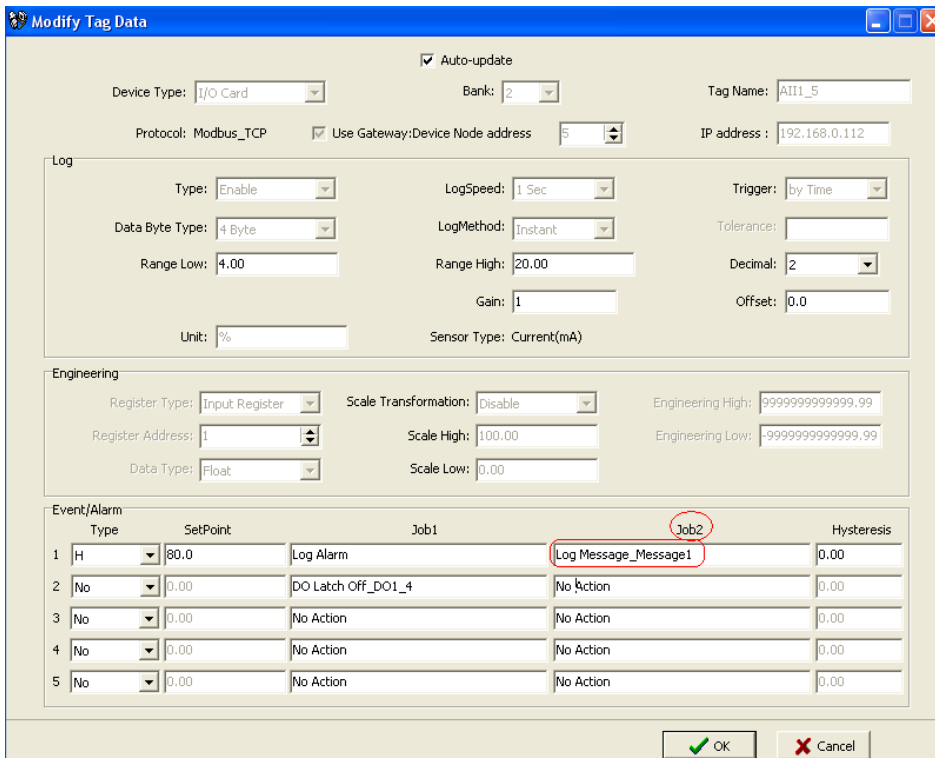 Modify Tag Data
Auto-update
Device Type: I/O Card Bank: 2 Tag Name: AII1_5
Protocol: Modbus_TCP Use Gateway:Device Node address 5 IP address : 192.168.0.112
Log
Type: Enable LogSpeed: 1 Sec Trigger: by Time
Data Byte Type: 4 Byte LogMethod: Instant Tolerance:
Range Low: 4.00 Range High: 20.00 Decimal: 2
Gain: 1 Offset: 0.0
Unit: % Sensor Type: Current(mA)
Engineering
Register Type: Input Register Scale Transformation: Disable Engineering High: 9999999999999.99
Register Address: 1 Scale High: 100.00 Engineering Low: -9999999999999.99
Data Type: Float Scale Low: 0.00
Event/Alarm
Type SetPoint Job1 Job2 Hysteresis
1 H 80.0 Log Alarm Log Message_Message1 0.00
2 No 0.00 DO Latch Off_DO1_4 No Action 0.00
3 No 0.00 No Action No Action 0.00
4 No 0.00 No Action No Action 0.00
5 No 0.00 No Action No Action 0.00
OK Cancel